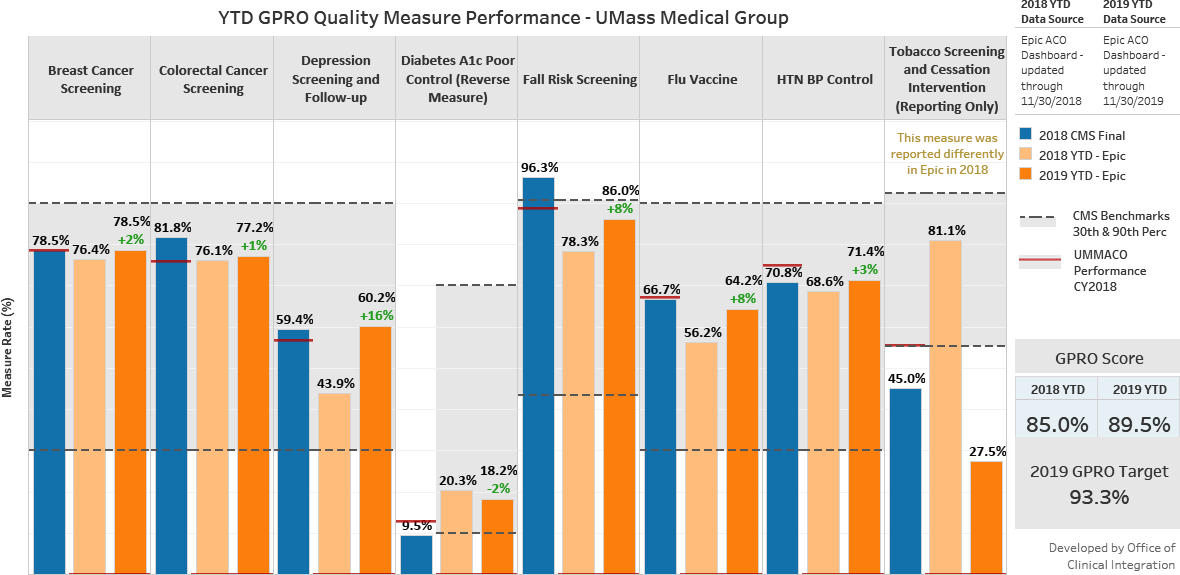 YTD GPRO Quality Measure Performance - UMass Medical Group
2018 YTD
Data Source
2019 YTD
Data Source
Epic ACO
Dashboard -
updated
through
11/30/2018
Epic ACO
Dashboard -
updated
through
11/30/2019
Breast Cancer
Screening
Colorectal Cancer
Screening
Depression
Screening and
Follow-up
Diabetes A1c Poor
Control (Reverse
Measure)
Fall Risk Screening
Flu Vaccine
HTN BP Control
Tobacco Screening
and Cessation
Intervention
(Reporting Only)
This measure was
reported differently
in Epic in 2018
Measure Rate (%)
78.5%
76.4%
78.5%
+2%
81.8%
76.1%
77.2%
+1%
59.4%
43.9%
60.2%
+16%
9.5%
20.3%
18.2%
-2%
96.3%
78.3%
86.0%
+8%
66.7%
56.2%
64.2%
+8%
70.8%
68.6%
71.4%
+3%
45.0%
81.1%
27.5%
2018 CMS Final
2018 YTD - Epic
2019 YTD - Epic
CMS Benchmarks
30th & 90th Perc
UMMACO
Performance
CY2018
GPRO Score
2018 YTD
2019 YTD
85.0%
89.5%
2019 GPRO Target
93.3%
Developed by Office of
Clinical Integration